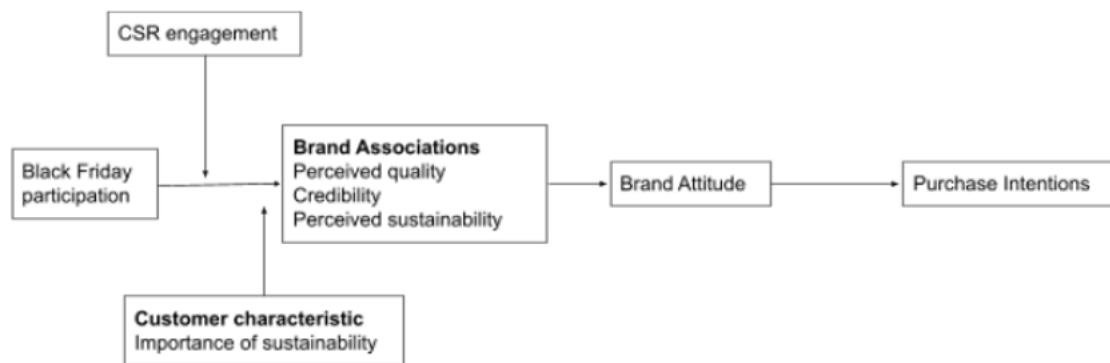 CSR engagement
Black Friday
participation
Brand Associations
Perceived quality
Credibility
Perceived sustainability
Brand Attitude
Purchase Intentions
Customer characteristic
Importance of sustainability